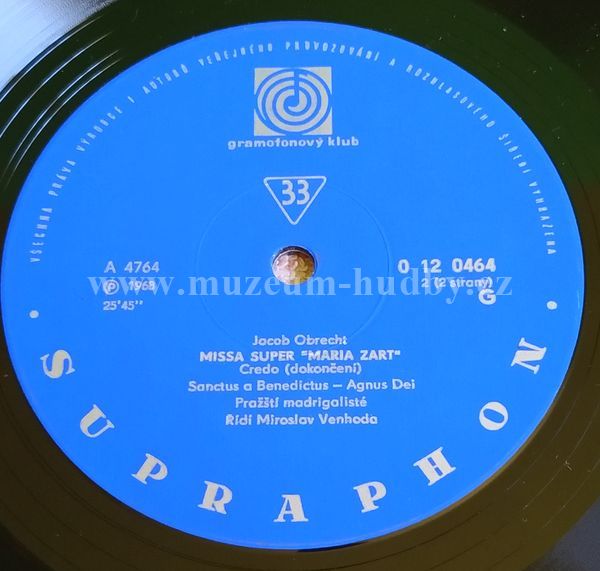 VŠECHNA PRÁVA VÝROBCE I AUTORŮ VEŘEJNÉHO PROVOZOVÁNÍ A ROZHLASOVÉHO ŠÍŘENÍ VYHRAZENA
gramofonový klub
33
A 4764
0 12 0464
℗ 1968
2 (2 strany)
25'45''
G
www.muzeum-hudby.cz
Jacob Obrecht
MISSA SUPER "MARIA ZART"
Credo (dokončení)
Sanctus a Benedictus – Agnus Dei
Pražští madrigalisté
Řídí Miroslav Venhoda
• SUPRAPHON •